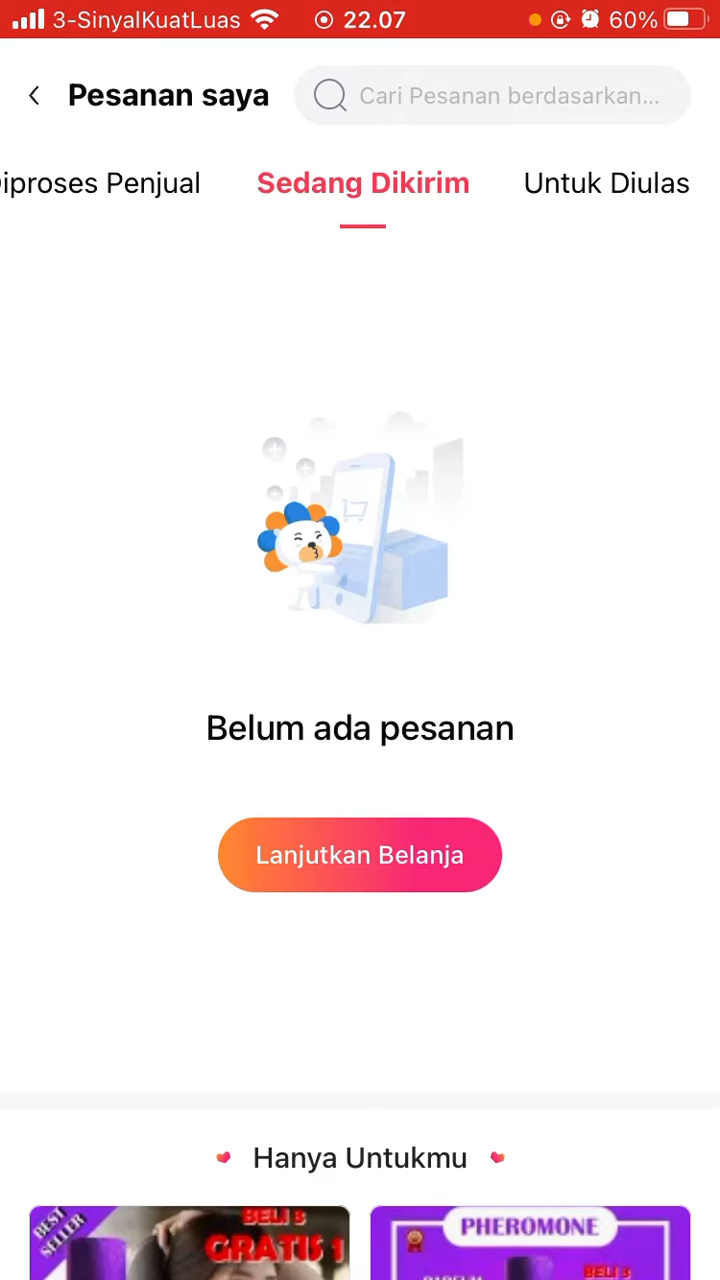 3-SinyalKuatLuas
22.07
60%
Pesanan saya
Cari Pesanan berdasarkan...
iproses Penjual
Sedang Dikirim
Untuk Diulas
Belum ada pesanan
Lanjutkan Belanja
Hanya Untukmu
BEST
SELLER
BELI 3
GRATIS 1
PHEROMONE
BELI 3